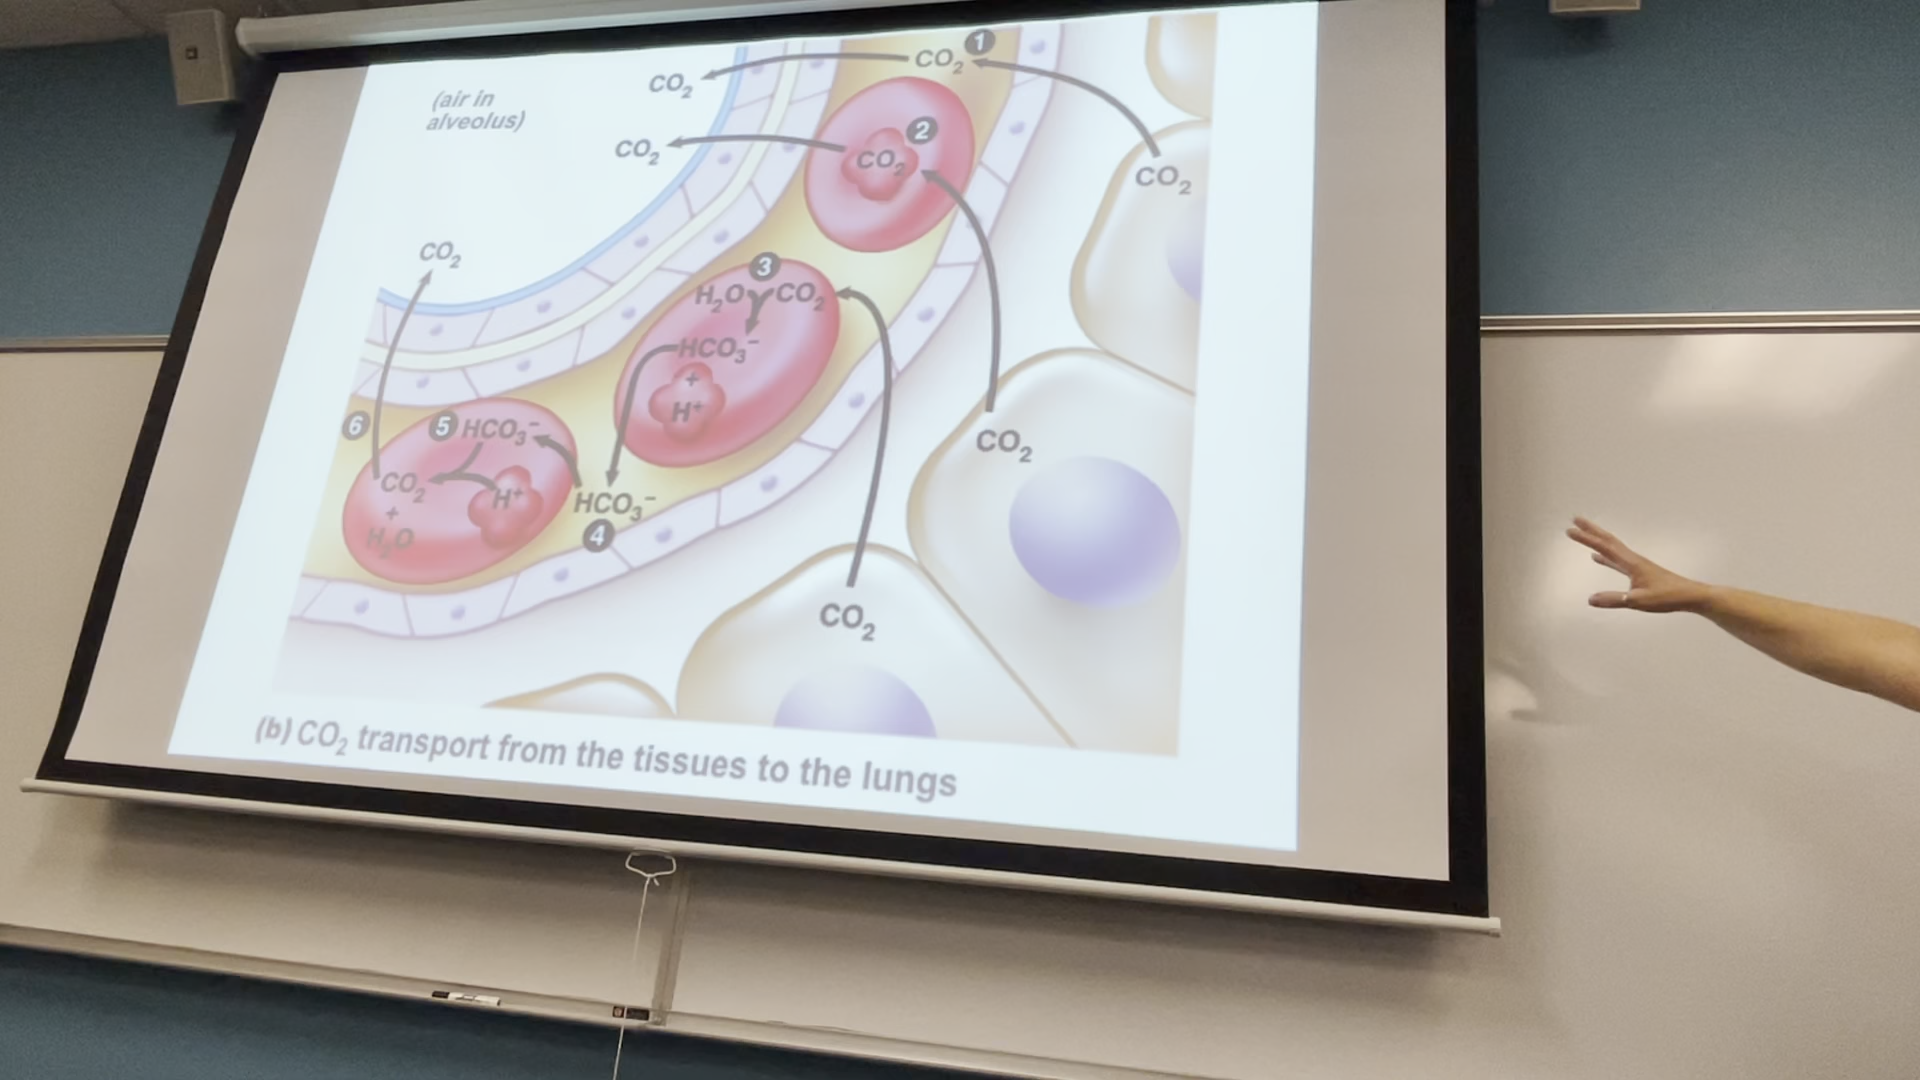 CO₂ 1
CO₂
(air in
alveolus)
2
CO₂
CO₂
CO₂
CO₂
3
H₂O CO₂
HCO₃⁻
+
H⁺
6
5 HCO₃⁻
CO₂
H⁺
+
H₂O
HCO₃⁻
4
CO₂
CO₂
(b) CO₂ transport from the tissues to the lungs